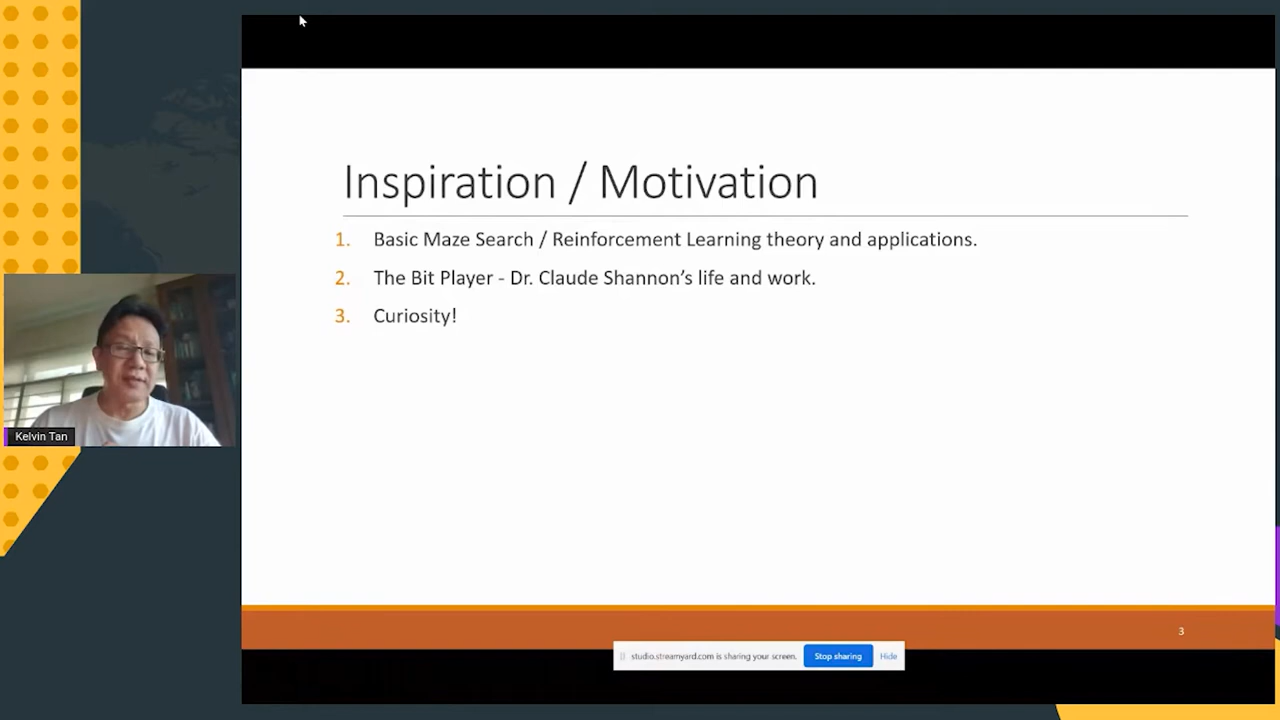 Inspiration / Motivation
1. Basic Maze Search / Reinforcement Learning theory and applications.
2. The Bit Player - Dr. Claude Shannon’s life and work.
3. Curiosity!
Kelvin Tan
3
studio.streamyard.com is sharing your screen. Stop sharing Hide